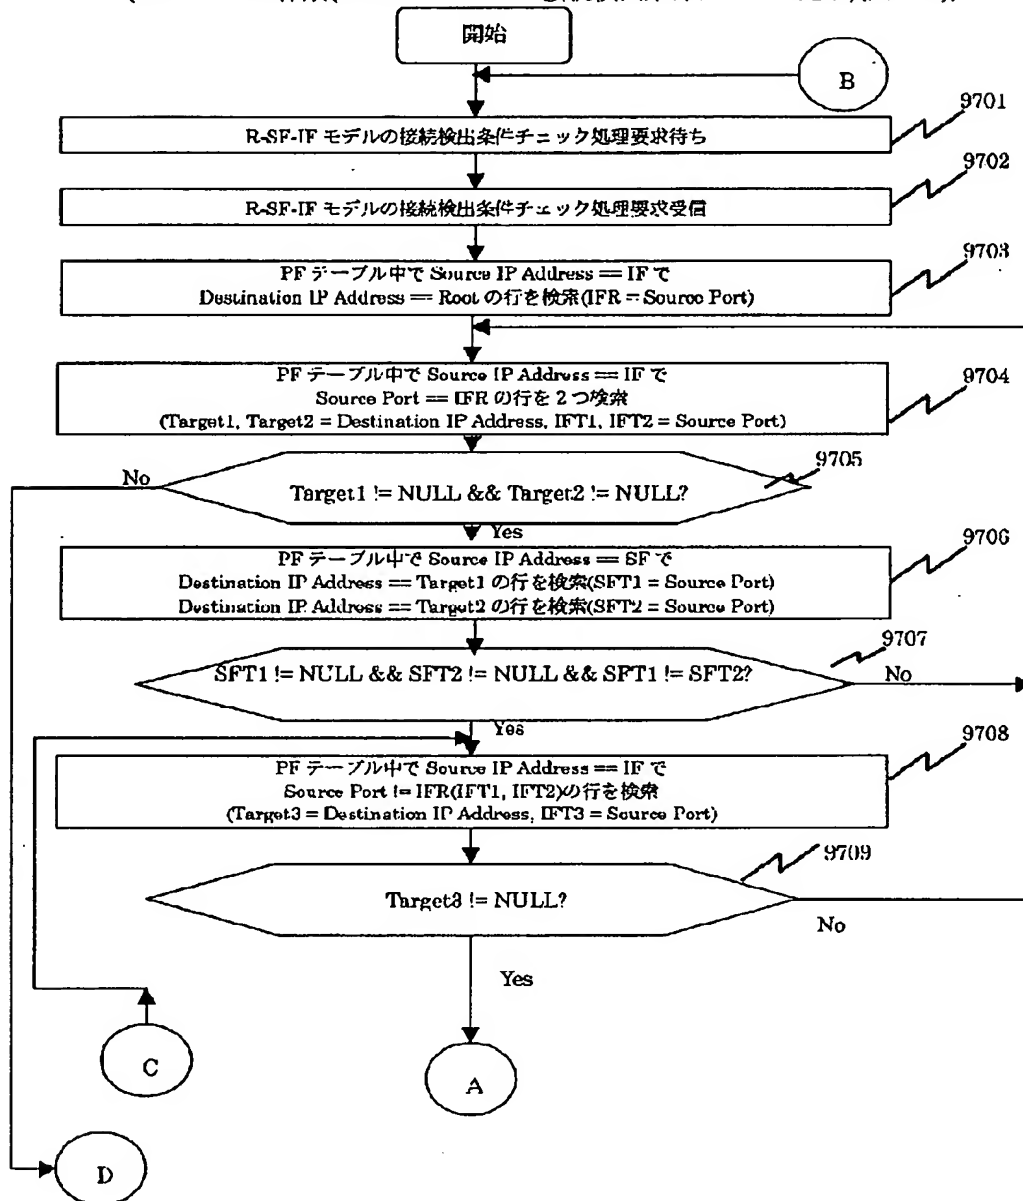 開始
B
9701
R-SF-IF モデルの接続検出条件チェック処理要求待ち
9702
R-SF-IF モデルの接続検出条件チェック処理要求受信
9703
PF テーブル中で Source IP Address == IF で
Destination IP Address == Root の行を検索(IFR = Source Port)
9704
PF テーブル中で Source IP Address == IF で
Source Port == IFR の行を2つ検索
(Target1, Target2 = Destination IP Address, IFT1, IFT2 = Source Port)
No
9705
Target1 != NULL && Target2 != NULL?
Yes
9706
PF テーブル中で Source IP Address == SF で
Destination IP Address == Target1 の行を検索(SFT1 = Source Port)
Destination IP Address == Target2 の行を検索(SFT2 = Source Port)
9707
SFT1 != NULL && SFT2 != NULL && SFT1 != SFT2?
No
Yes
9708
PF テーブル中で Source IP Address == IF で
Source Port != IFR(IFT1, IFT2)の行を検索
(Target3 = Destination IP Address, IFT3 = Source Port)
9709
Target3 != NULL?
No
Yes
C
A
D